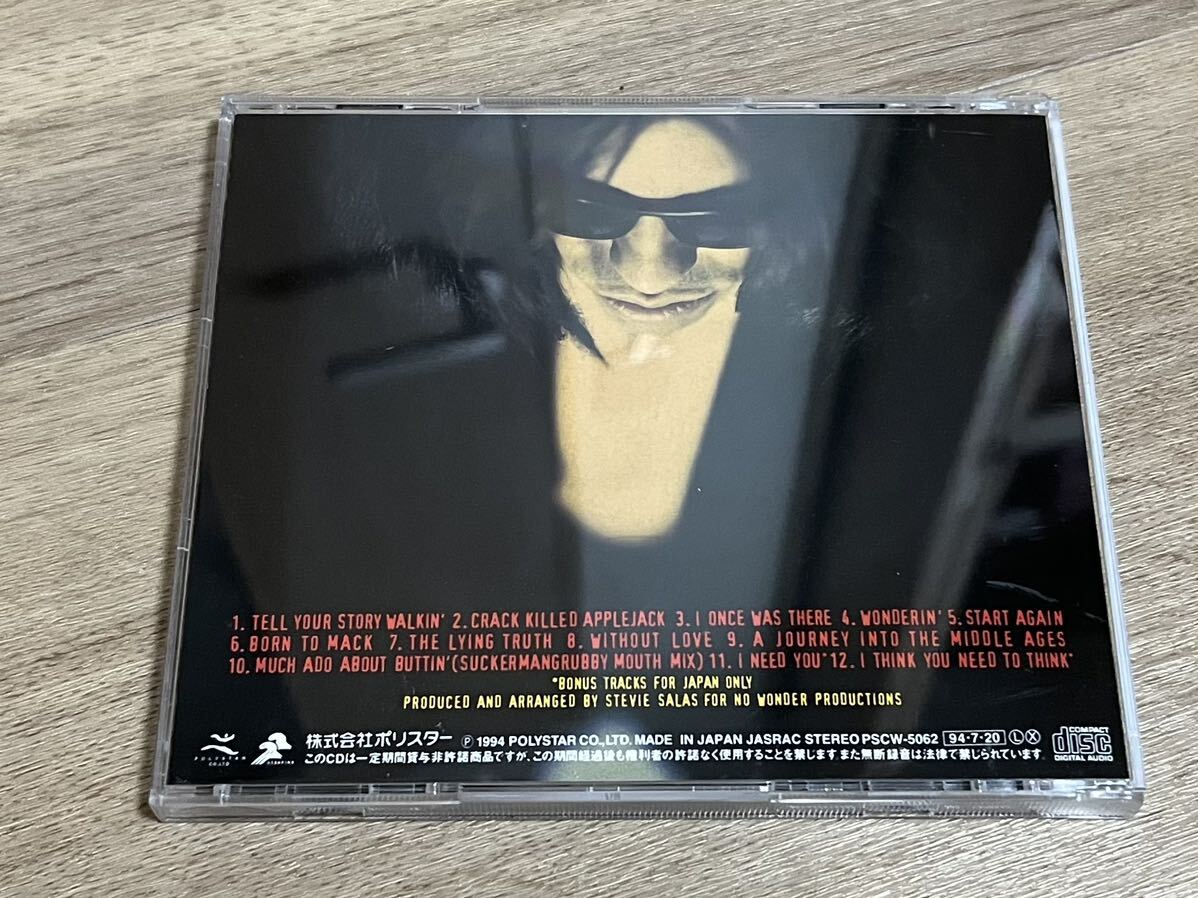 1. TELL YOUR STORY WALKIN' 2. CRACK KILLED APPLEJACK 3. I ONCE WAS THERE 4. WONDERIN' 5. START AGAIN
6. BORN TO MACK 7. THE LYING TRUTH 8. WITHOUT LOVE 9. A JOURNEY INTO THE MIDDLE AGES
10. MUCH ADO ABOUT BUTTIN' (SUCKERMANGRUBBY MOUTH MIX) 11. I NEED YOU* 12. I THINK YOU NEED TO THINK*
*BONUS TRACKS FOR JAPAN ONLY
PRODUCED AND ARRANGED BY STEVIE SALAS FOR NO WONDER PRODUCTIONS
POLYSTAR CO.,LTD. 株式会社ポリスター Ⓟ 1994 POLYSTAR CO.,LTD. MADE IN JAPAN JASRAC STEREO PSCW-5062 94・7・20 Ⓛ Ⓧ COMPACT disc DIGITAL AUDIO
このCDは一定期間貸与非許諾商品ですが、この期間経過後も権利者の許諾なく使用することを禁じます また無断録音は法律で禁じられています